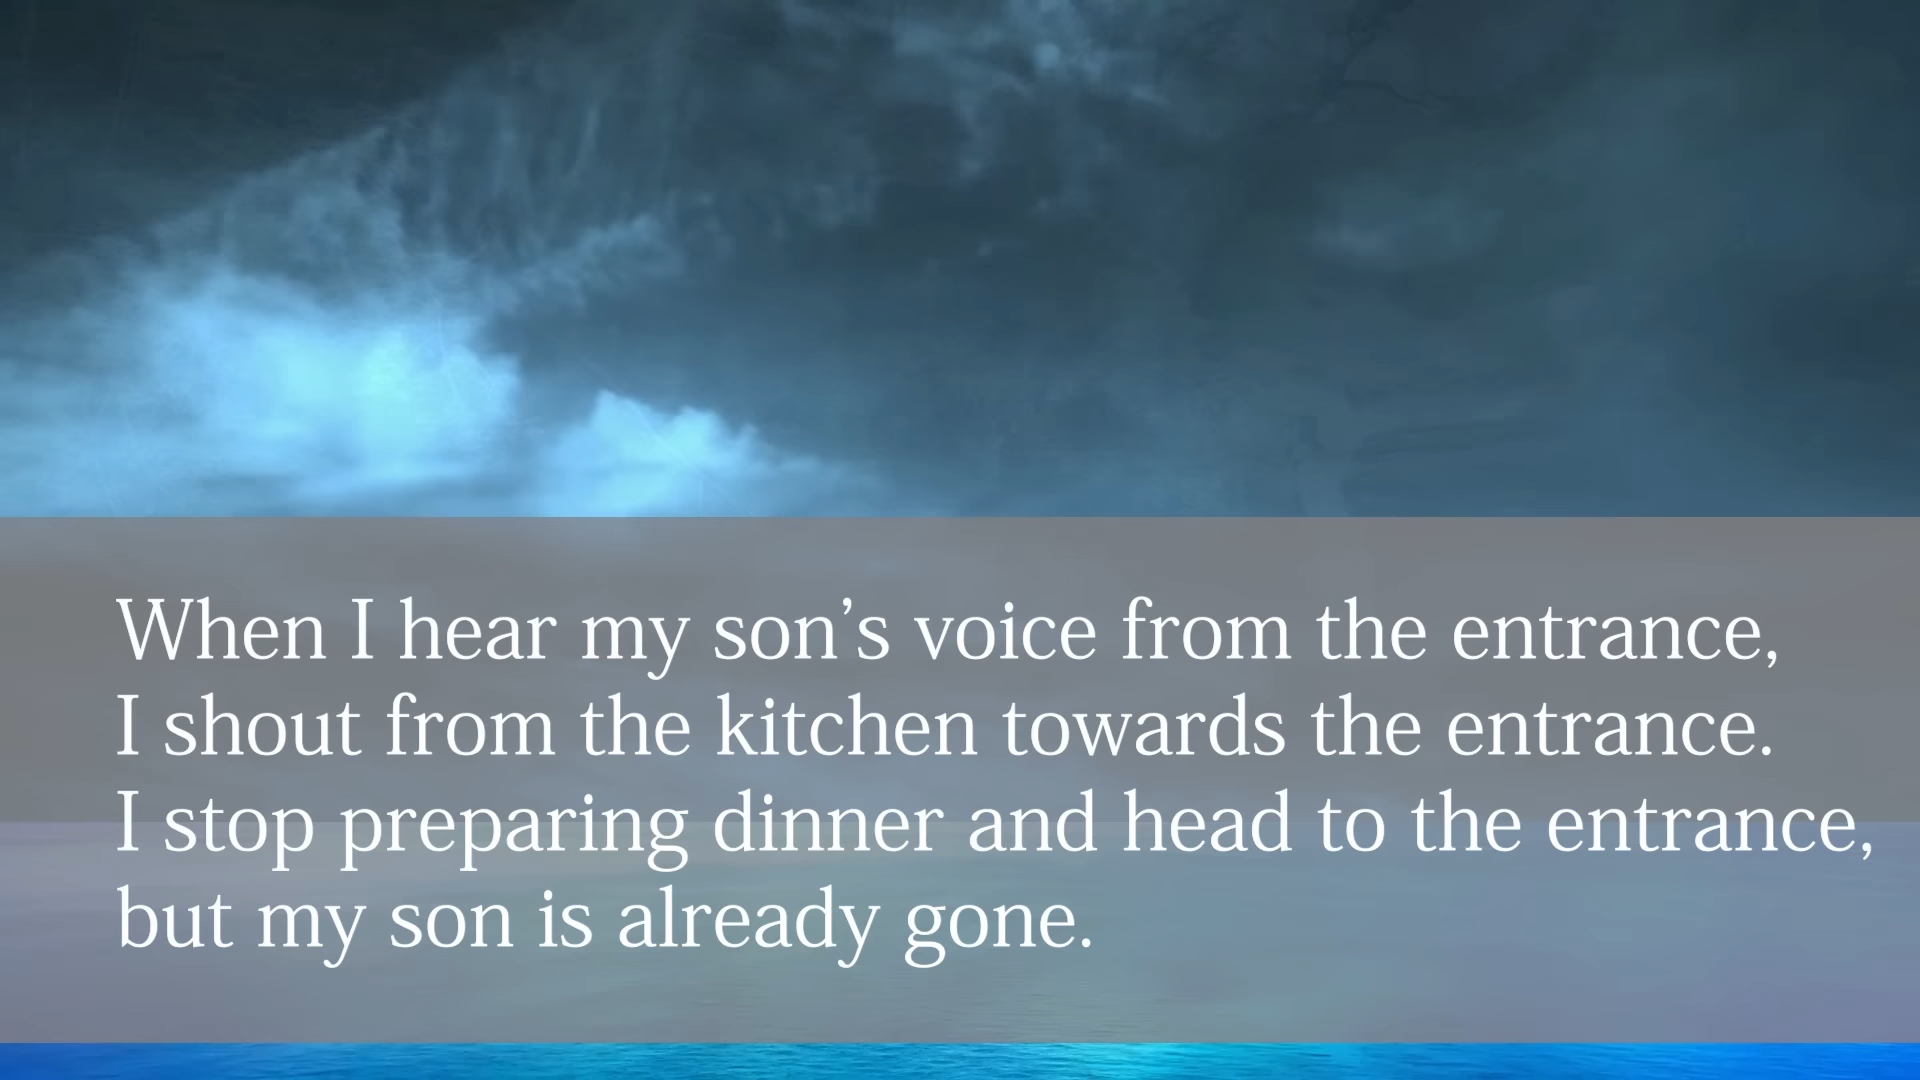 When I hear my son’s voice from the entrance,
I shout from the kitchen towards the entrance.
I stop preparing dinner and head to the entrance,
but my son is already gone.